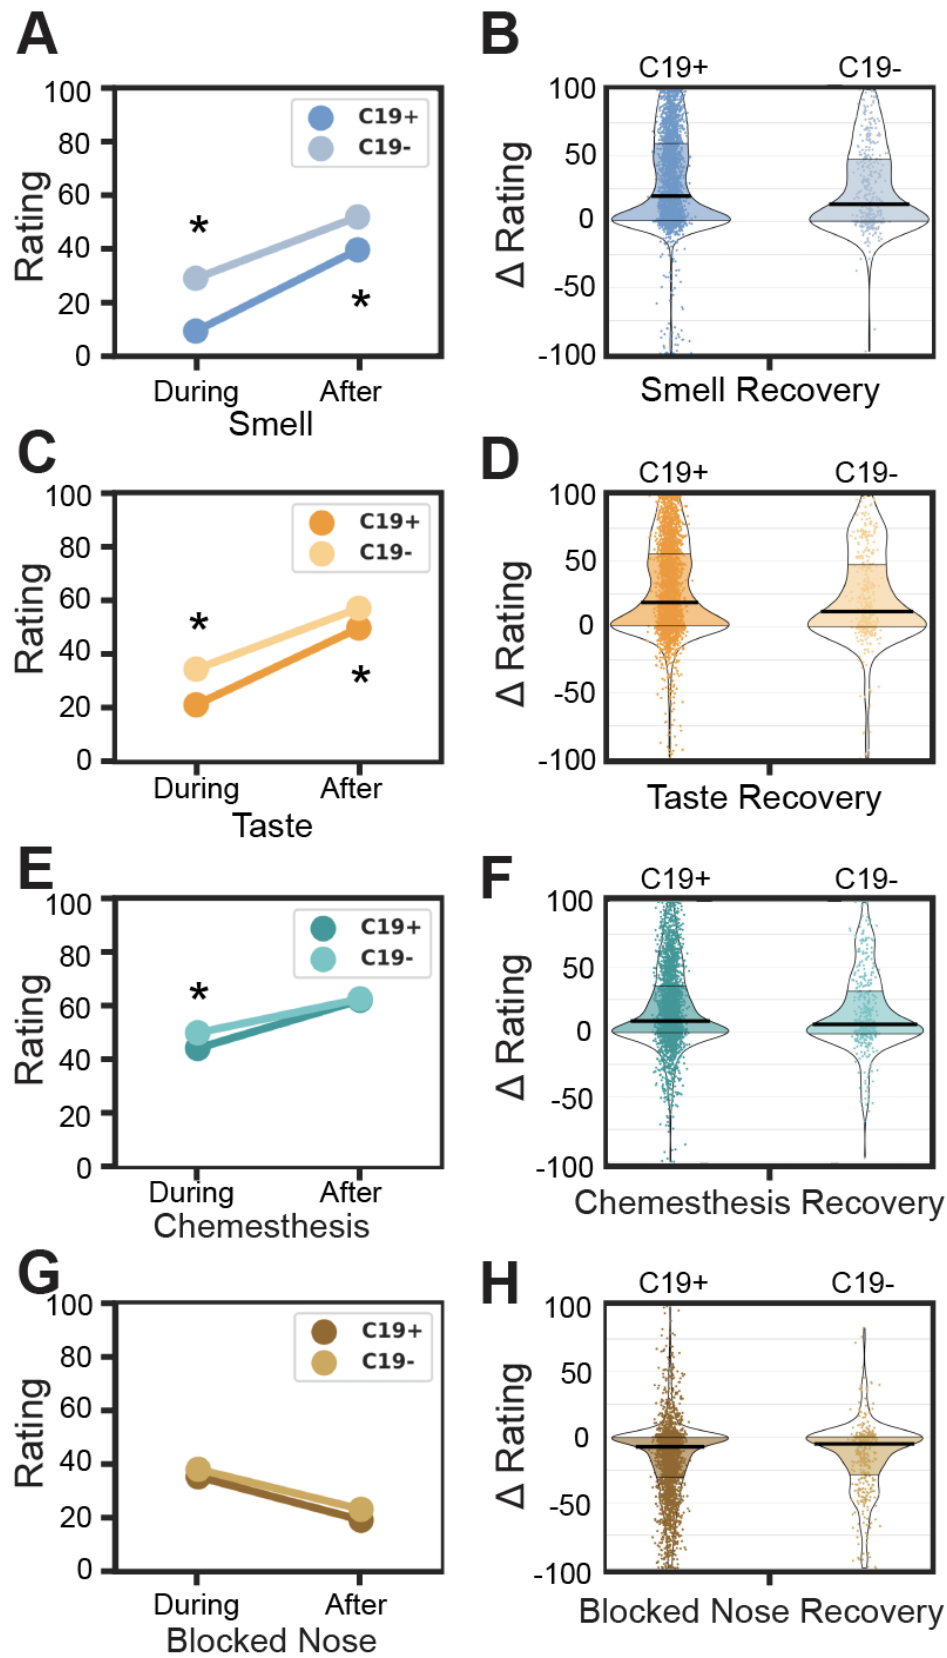 A
100
80
60
40
20
0
Rating
C19+
C19-
*
*
During After
Smell
B
C19+ C19-
100
50
0
-50
-100
Δ Rating
Smell Recovery
C
100
80
60
40
20
0
Rating
C19+
C19-
*
*
During After
Taste
D
C19+ C19-
100
50
0
-50
-100
Δ Rating
Taste Recovery
E
100
80
60
40
20
0
Rating
C19+
C19-
*
During After
Chemesthesis
F
C19+ C19-
100
50
0
-50
-100
Δ Rating
Chemesthesis Recovery
G
100
80
60
40
20
0
Rating
C19+
C19-
During After
Blocked Nose
H
C19+ C19-
100
50
0
-50
-100
Δ Rating
Blocked Nose Recovery